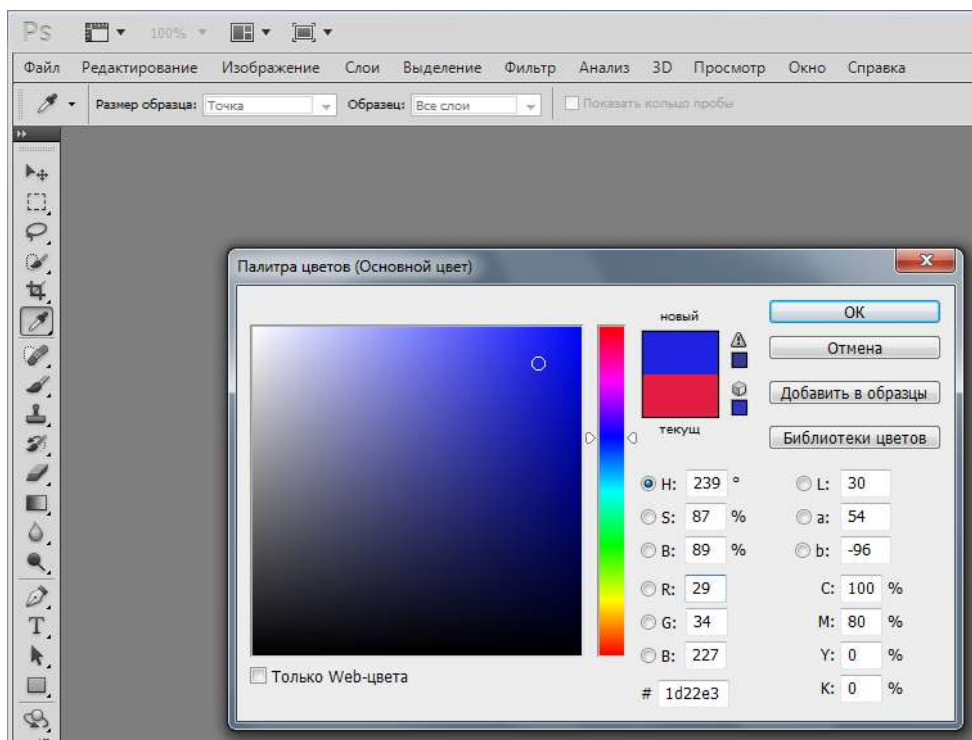 Ps 100%
Файл Редактирование Изображение Слои Выделение Фильтр Анализ 3D Просмотр Окно Справка
Размер образца: Точка Образец: Все слои Показать кольцо пробы
Палитра цветов (Основной цвет)
новый
текущ
ОК
Отмена
Добавить в образцы
Библиотеки цветов
H: 239 ° L: 30
S: 87 % a: 54
B: 89 % b: -96
R: 29 C: 100 %
G: 34 M: 80 %
B: 227 Y: 0 %
# 1d22e3 K: 0 %
Только Web-цвета